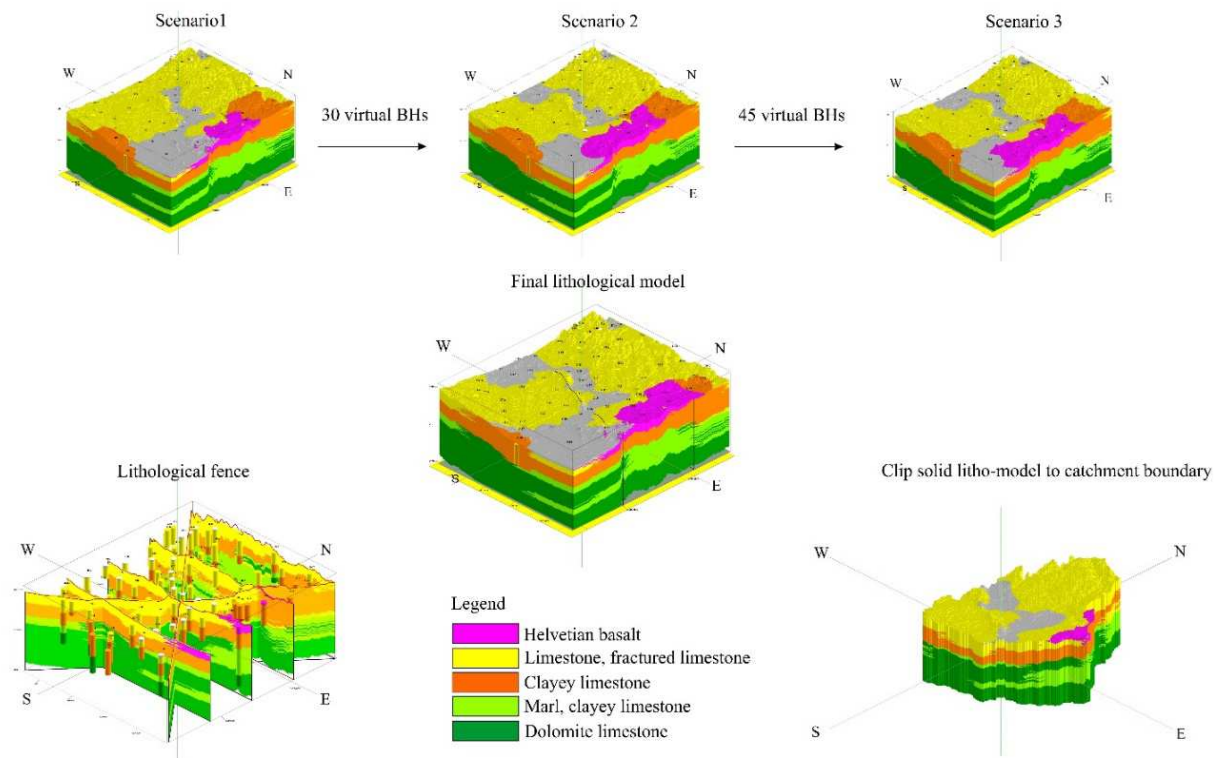 Scenario1
Scenario 2
Scenario 3
W
N
W
N
W
N
30 virtual BHs
45 virtual BHs
S
E
S
E
S
E
Final lithological model
W
N
S
E
Lithological fence
Clip solid litho-model to catchment boundary
W
N
S
E
W
N
S
E
Legend
Helvetian basalt
Limestone, fractured limestone
Clayey limestone
Marl, clayey limestone
Dolomite limestone